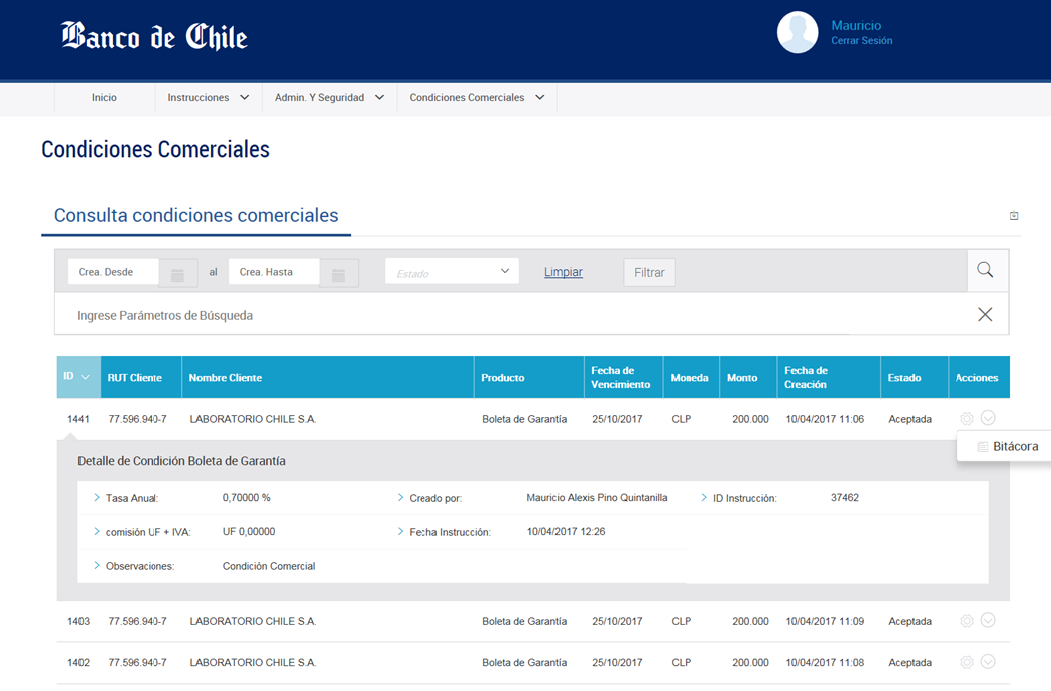 Banco de Chile
Mauricio
Cerrar Sesión
Inicio Instrucciones Admin. Y Seguridad Condiciones Comerciales
Condiciones Comerciales
Consulta condiciones comerciales
Crea. Desde al Crea. Hasta Estado Limpiar Filtrar
Ingrese Parámetros de Búsqueda
ID RUT Cliente Nombre Cliente Producto Fecha de Vencimiento Moneda Monto Fecha de Creación Estado Acciones
1441 77.596.940-7 LABORATORIO CHILE S.A. Boleta de Garantía 25/10/2017 CLP 200.000 10/04/2017 11:06 Aceptada
Bitácora
Detalle de Condición Boleta de Garantía
Tasa Anual: 0,70000 % Creado por: Mauricio Alexis Pino Quintanilla ID Instrucción: 37462
comisión UF + IVA: UF 0,00000 Fecha Instrucción: 10/04/2017 12:26
Observaciones: Condición Comercial
1403 77.596.940-7 LABORATORIO CHILE S.A. Boleta de Garantía 25/10/2017 CLP 200.000 10/04/2017 11:09 Aceptada
1402 77.596.940-7 LABORATORIO CHILE S.A. Boleta de Garantía 25/10/2017 CLP 200.000 10/04/2017 11:08 Aceptada